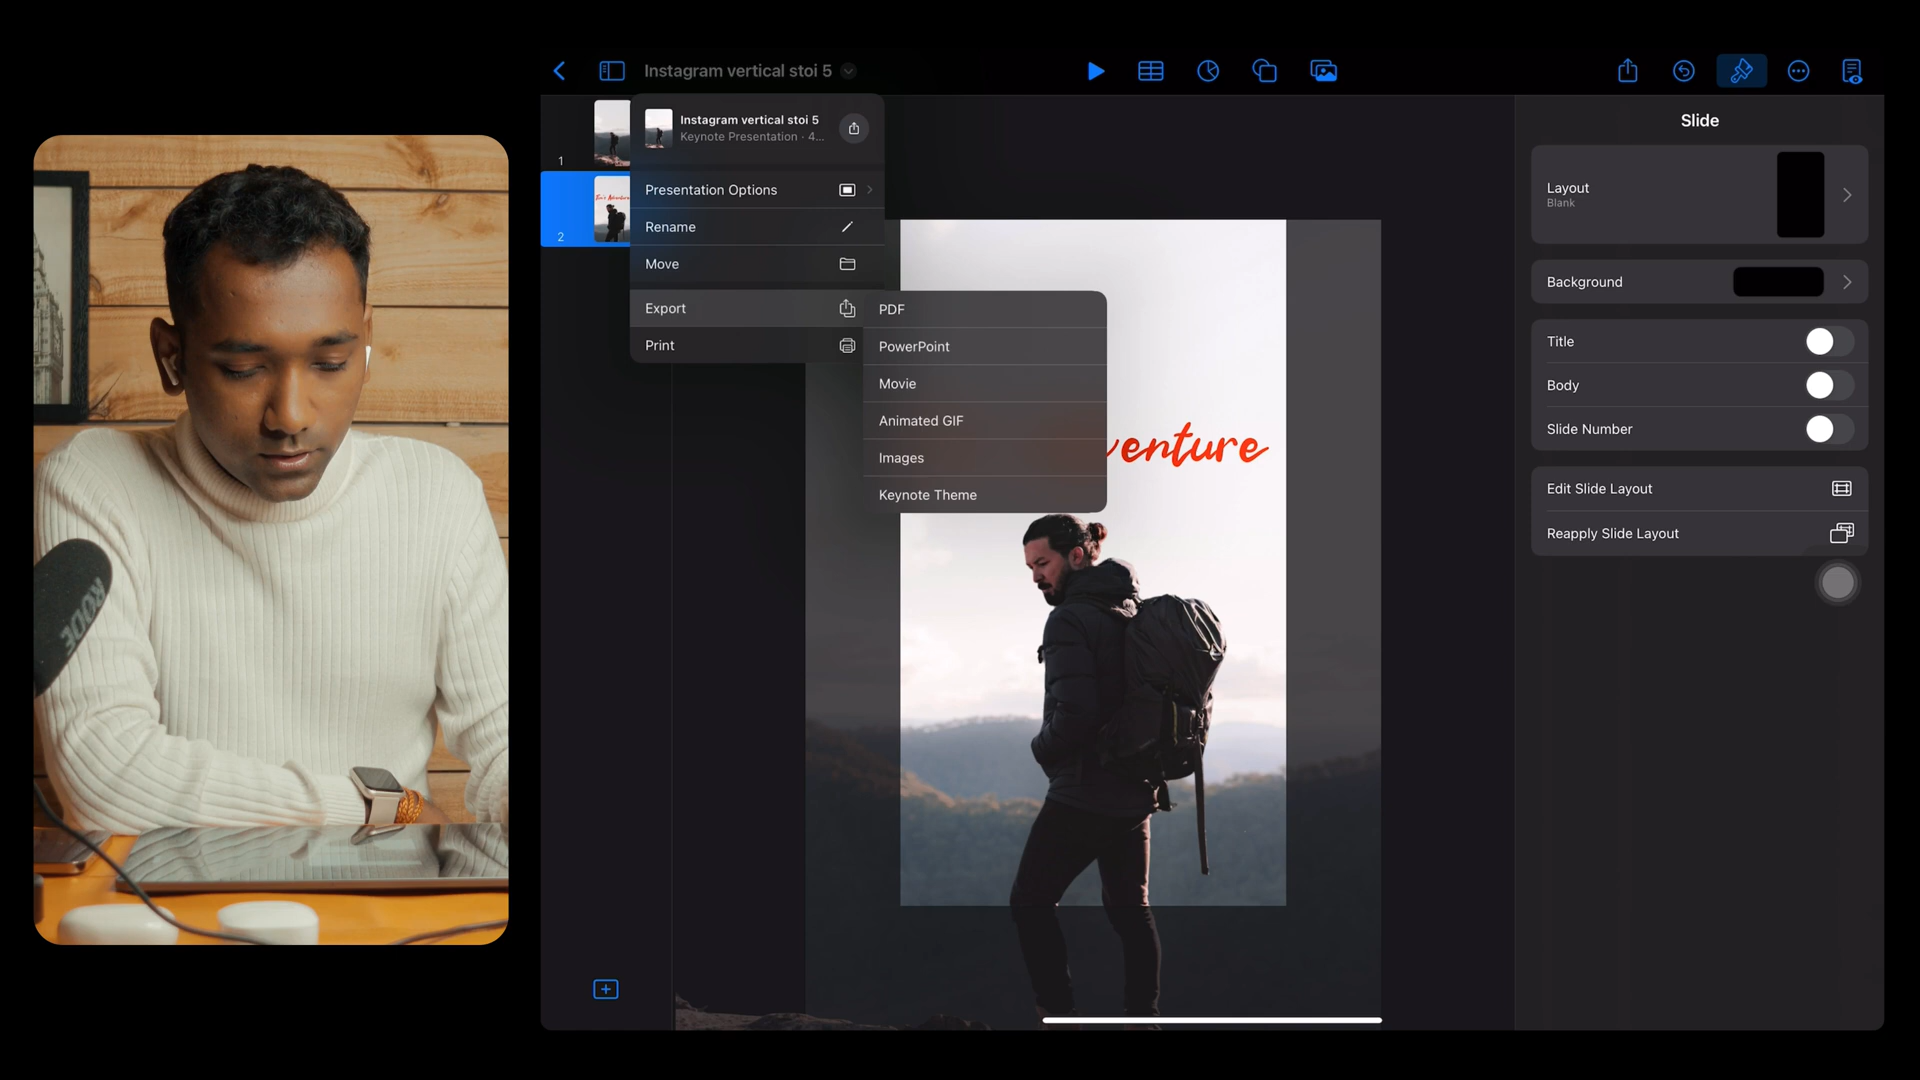 Instagram vertical stoi 5
Instagram vertical stoi 5
Keynote Presentation · 4...
1
2
Presentation Options
Rename
Move
Export
Print
PDF
PowerPoint
Movie
Animated GIF
Images
Keynote Theme
venture
Slide
Layout
Blank
Background
Title
Body
Slide Number
Edit Slide Layout
Reapply Slide Layout
RODE